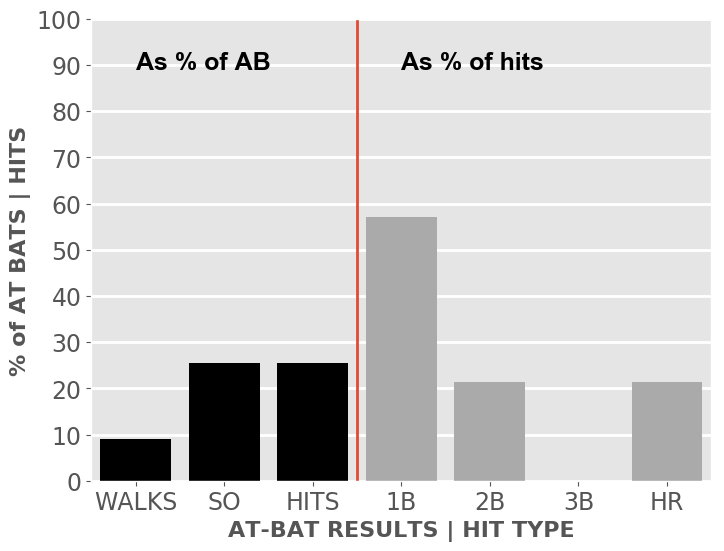 As % of AB
As % of hits
% of AT BATS | HITS
100
90
80
70
60
50
40
30
20
10
0
WALKS SO HITS 1B 2B 3B HR
AT-BAT RESULTS | HIT TYPE